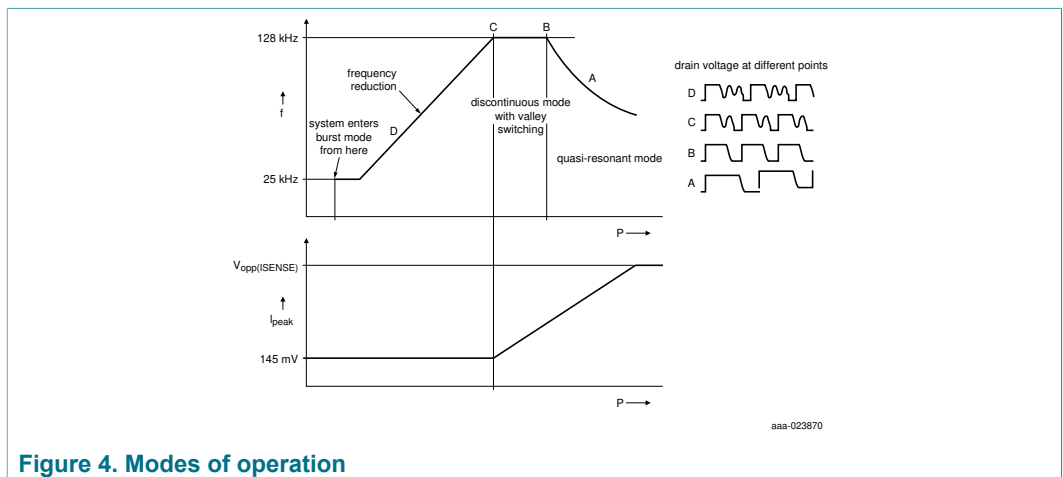 C
B
128 kHz
frequency
reduction
A
f
D
discontinuous mode
with valley
switching
system enters
burst mode
from here
quasi-resonant mode
25 kHz
P
drain voltage at different points
D
C
B
A
Vopp(ISENSE)
Ipeak
145 mV
P
aaa-023870
Figure 4. Modes of operation